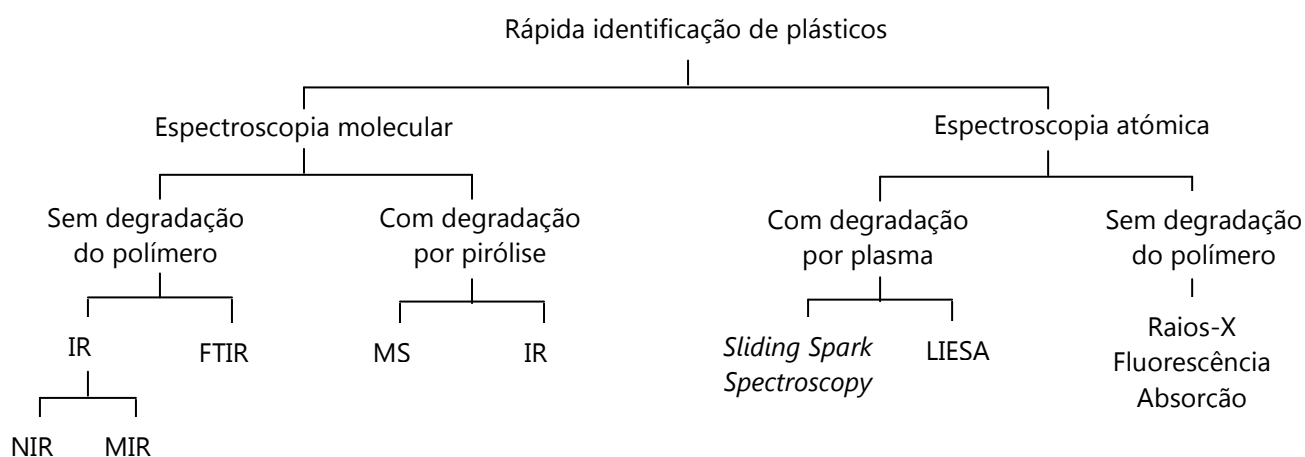 Rápida identificação de plásticos
Espectroscopia molecular
Espectroscopia atómica
Sem degradação
do polímero
Com degradação
por pirólise
Com degradação
por plasma
Sem degradação
do polímero
IR
FTIR
MS
IR
Sliding Spark
Spectroscopy
LIESA
Raios-X
Fluorescência
Absorcão
NIR
MIR